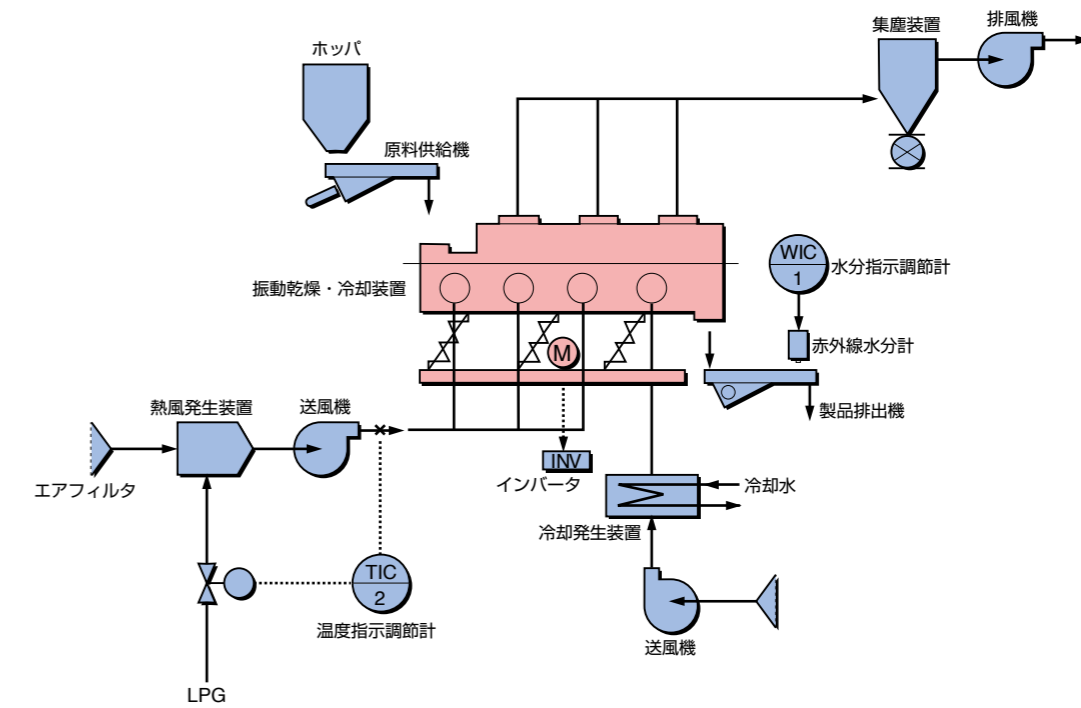 集塵装置
排風機
ホッパ
原料供給機
WIC
1
水分指示調節計
振動乾燥・冷却装置
赤外線水分計
M
製品排出機
熱風発生装置
送風機
エアフィルタ
INV
インバータ
冷却水
冷却発生装置
TIC
2
温度指示調節計
送風機
LPG